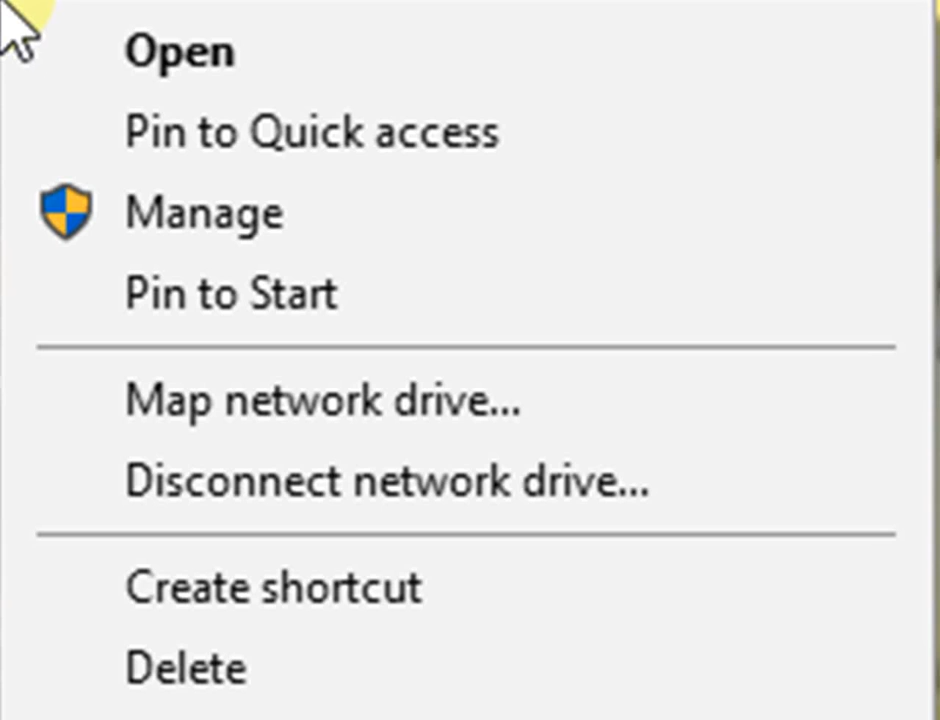 Open
Pin to Quick access
Manage
Pin to Start
Map network drive...
Disconnect network drive...
Create shortcut
Delete